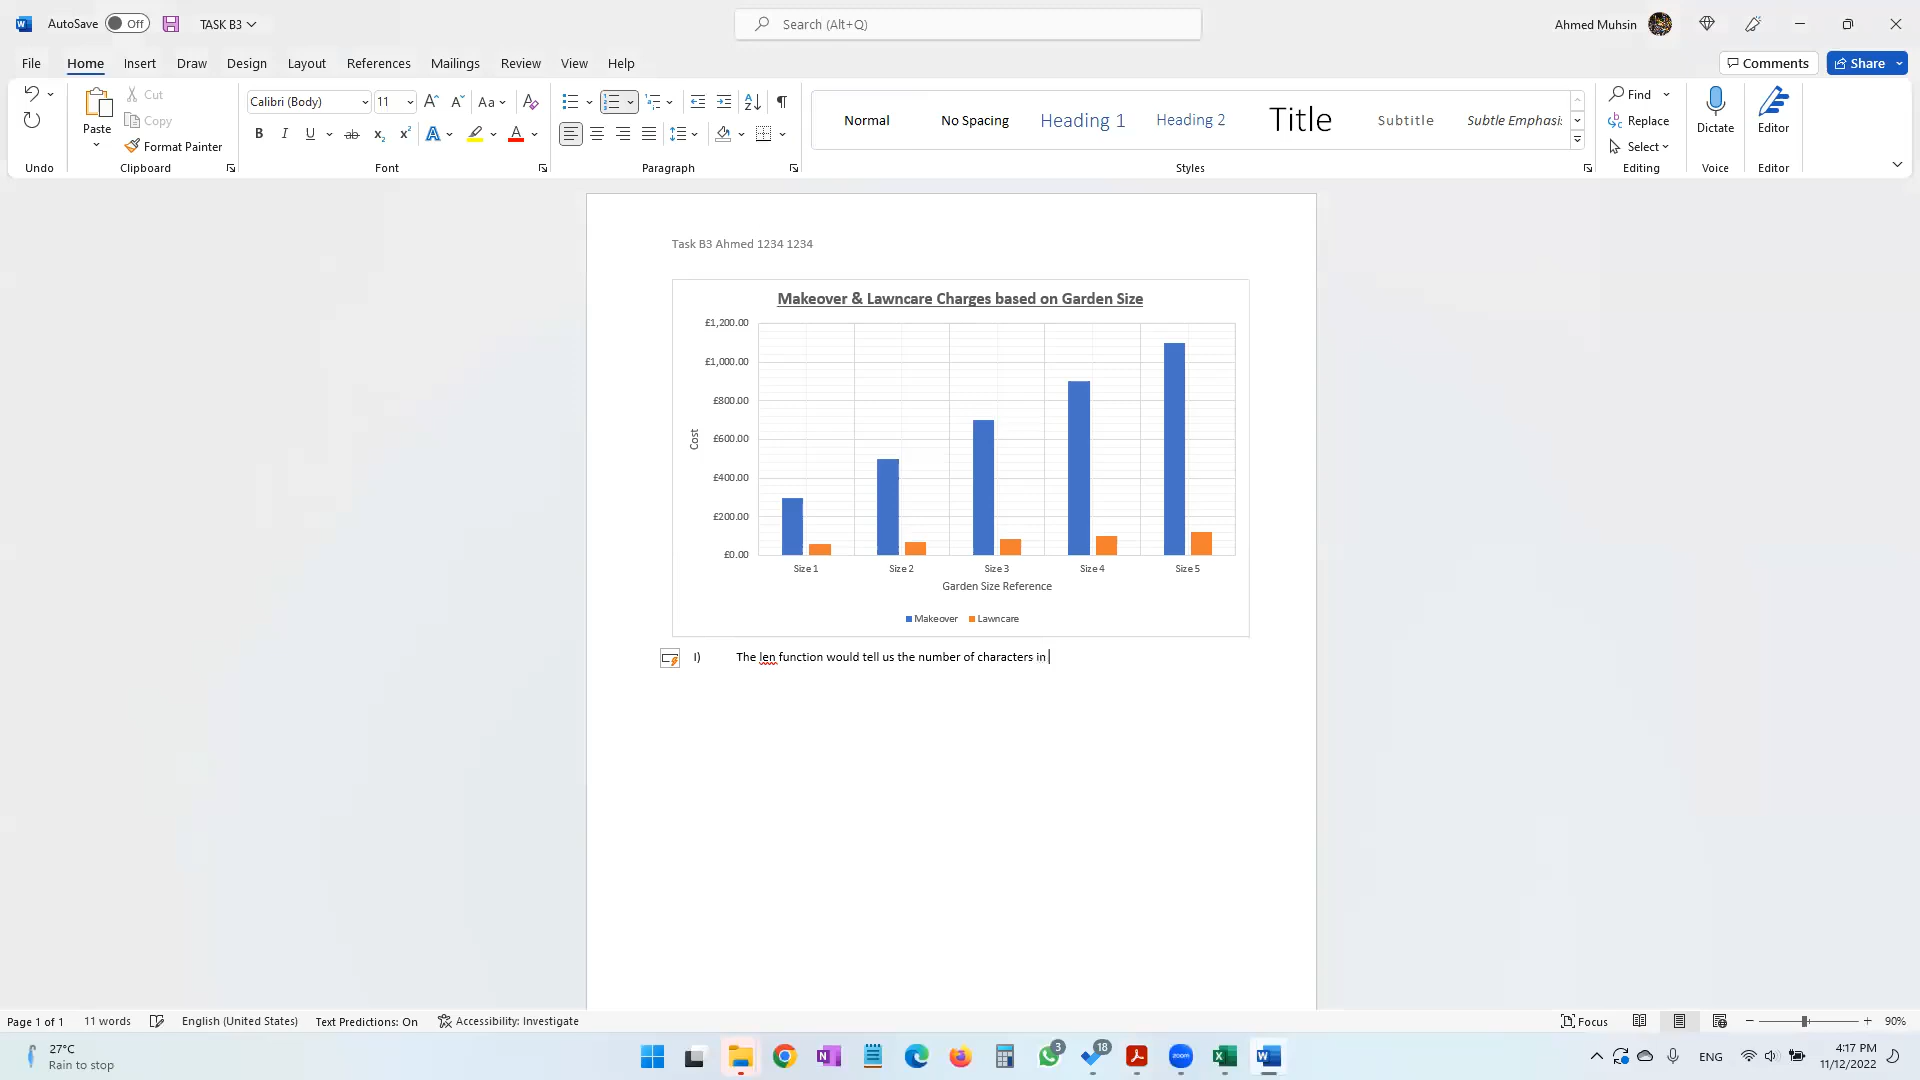 AutoSave Off TASK B3 Search (Alt+Q) Ahmed Muhsin
File Home Insert Draw Design Layout References Mailings Review View Help Comments Share
Paste Cut Copy Format Painter
Calibri (Body) 11 Aa
B I U ab x₂ x² A A
Normal No Spacing Heading 1 Heading 2 Title Subtitle Subtle Emphasis
Find Replace Select Dictate Editor
Undo Clipboard Font Paragraph Styles Editing Voice Editor
Task B3 Ahmed 1234 1234
Makeover & Lawncare Charges based on Garden Size
£1,200.00
£1,000.00
£800.00
£600.00
£400.00
£200.00
£0.00
Cost
Size 1 Size 2 Size 3 Size 4 Size 5
Garden Size Reference
Makeover Lawncare
I) The len function would tell us the number of characters in
Page 1 of 1 11 words English (United States) Text Predictions: On Accessibility: Investigate Focus 90%
27°C
Rain to stop
3 18
zoom
ENG
4:17 PM
11/12/2022